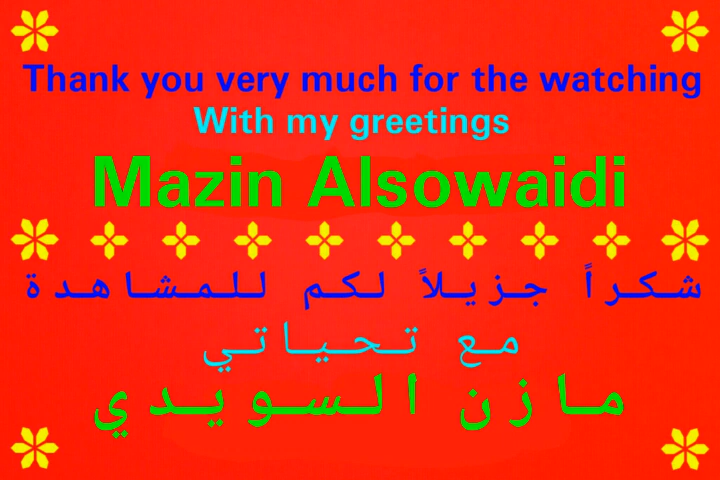 Thank you very much for the watching
With my greetings
Mazin Alsowaidi
شكراً جزيلاً لكم للمشاهدة
مع تحياتي
مازن السويدي